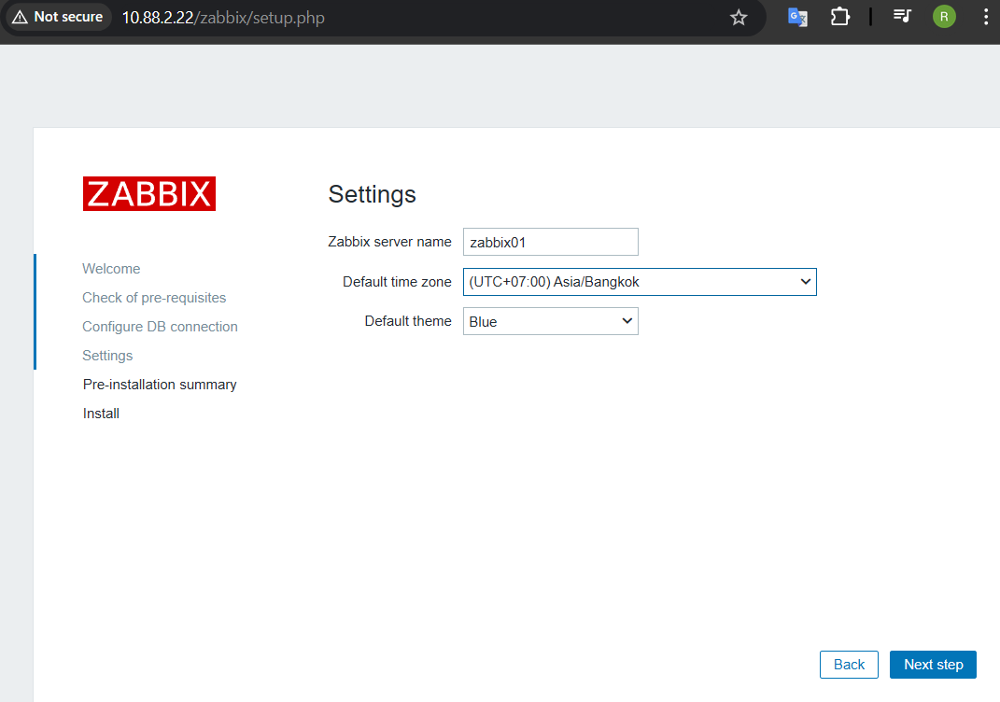 Not secure 10.88.2.22/zabbix/setup.php R
ZABBIX
Welcome
Check of pre-requisites
Configure DB connection
Settings
Pre-installation summary
Install
Settings
Zabbix server name zabbix01
Default time zone (UTC+07:00) Asia/Bangkok
Default theme Blue
Back Next step